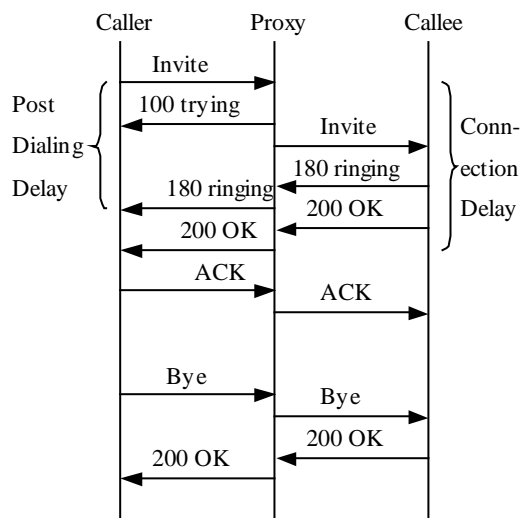 Caller Proxy Callee
Invite
Post
Dialing
Delay
100 trying
Invite
Conn-
ection
Delay
180 ringing
180 ringing
200 OK
200 OK
ACK
ACK
Bye
Bye
200 OK
200 OK